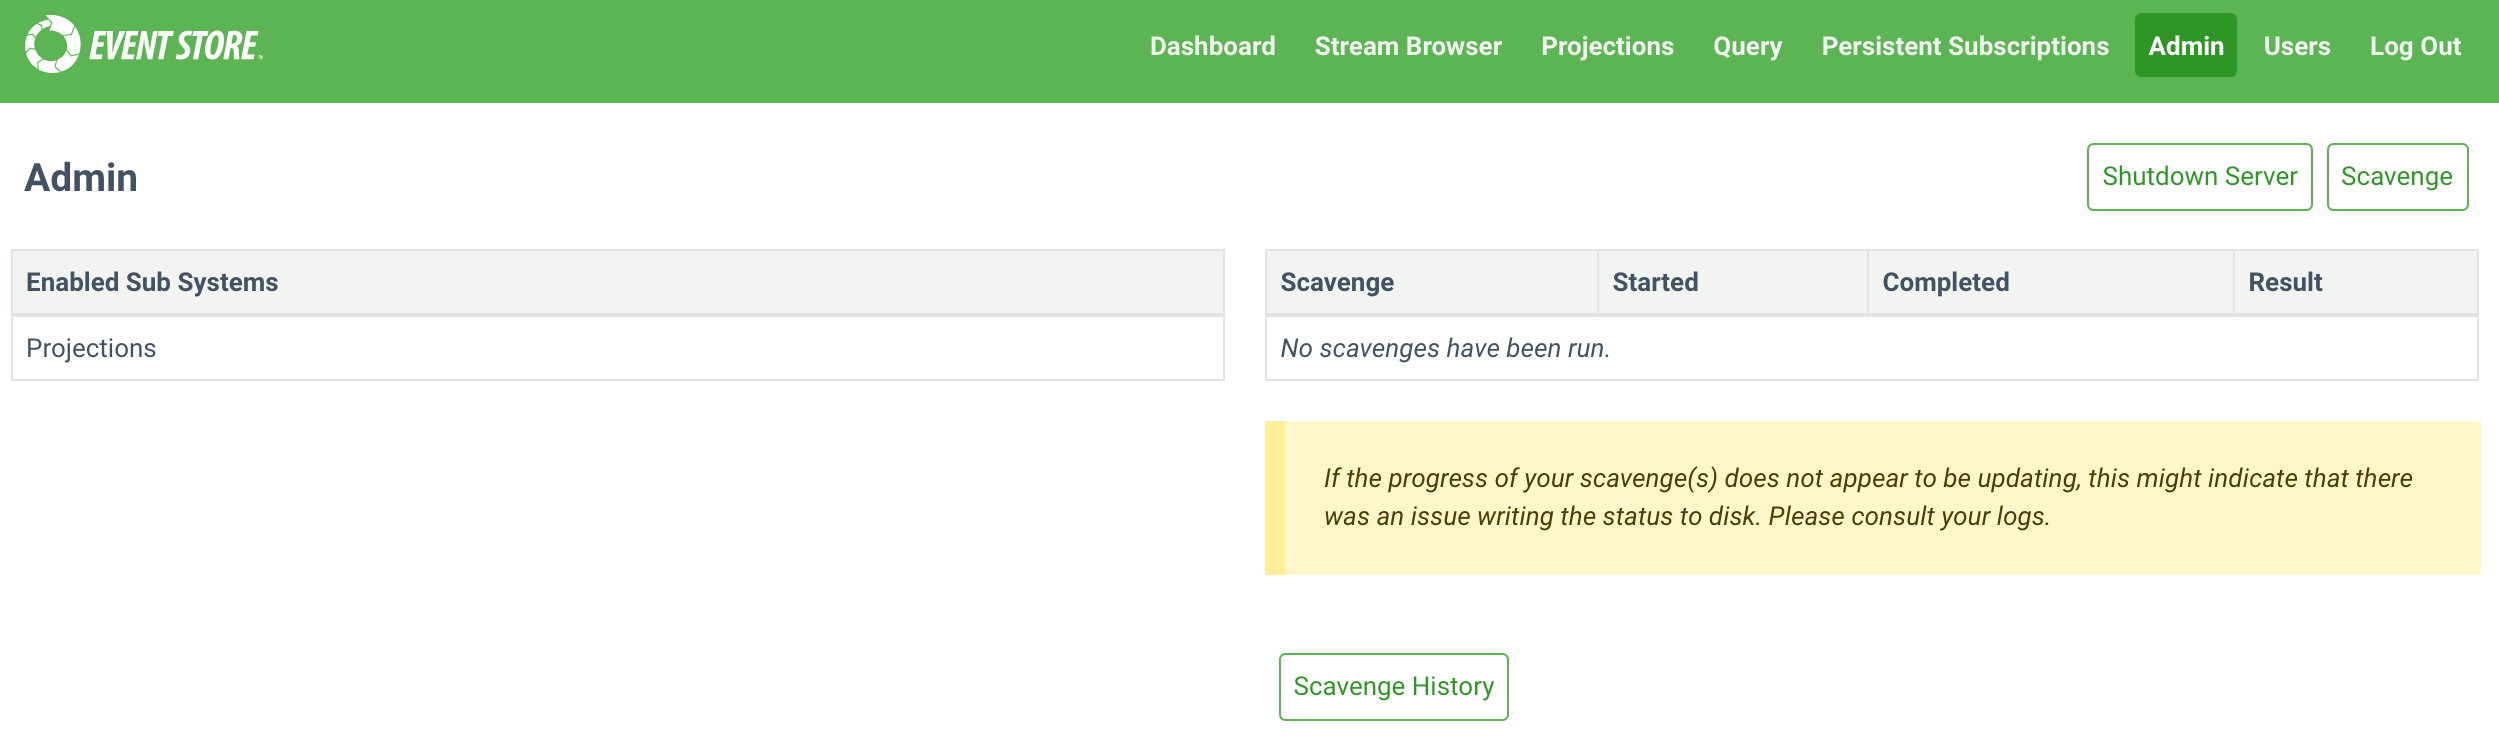 EVENT STORE
Dashboard Stream Browser Projections Query Persistent Subscriptions Admin Users Log Out
Admin
Shutdown Server Scavenge
Enabled Sub Systems
Projections
Scavenge Started Completed Result
No scavenges have been run.
If the progress of your scavenge(s) does not appear to be updating, this might indicate that there
was an issue writing the status to disk. Please consult your logs.
Scavenge History